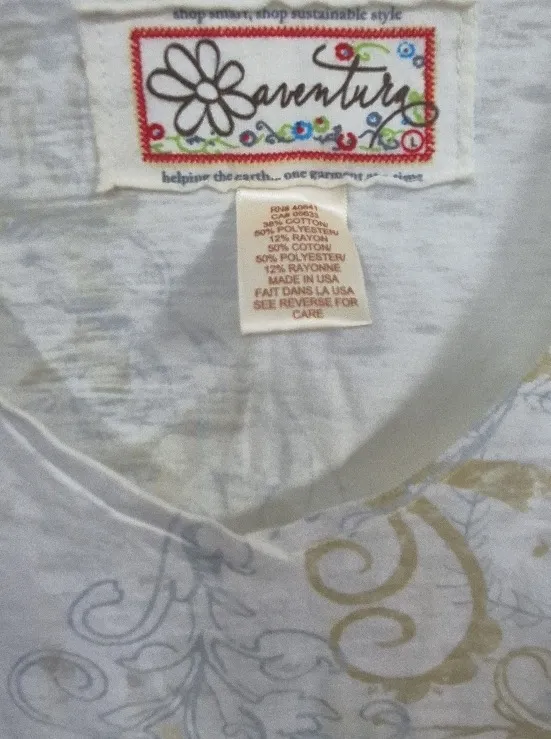 shop smart, shop sustainable style
aventura
L
helping the earth... one garment at a time
RN# 40641
CA# 00633
38% COTTON/
50% POLYESTER/
12% RAYON
50% COTON/
50% POLYESTER/
12% RAYONNE
MADE IN USA
FAIT DANS LA USA
SEE REVERSE FOR
CARE